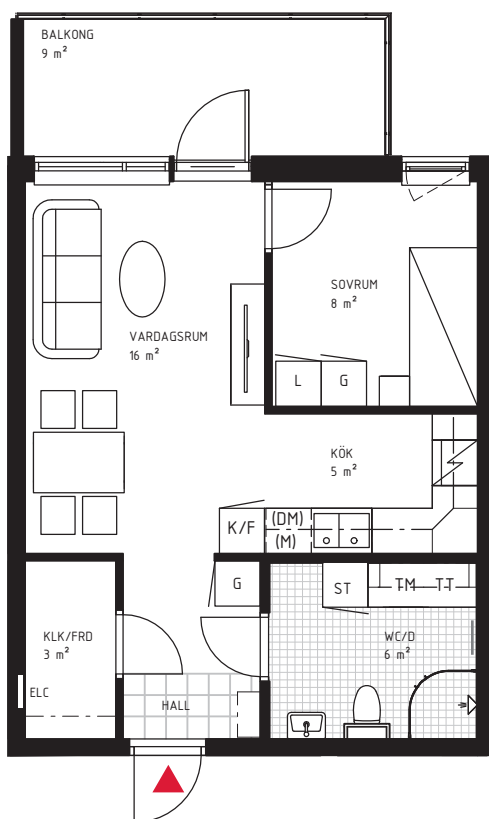 BALKONG
9 m²
SOVRUM
8 m²
VARDAGSRUM
16 m²
L
G
KÖK
5 m²
K/F
(DM)
(M)
G
ST
TM
TT
KLK/FRD
3 m²
WC/D
6 m²
ELC
HALL